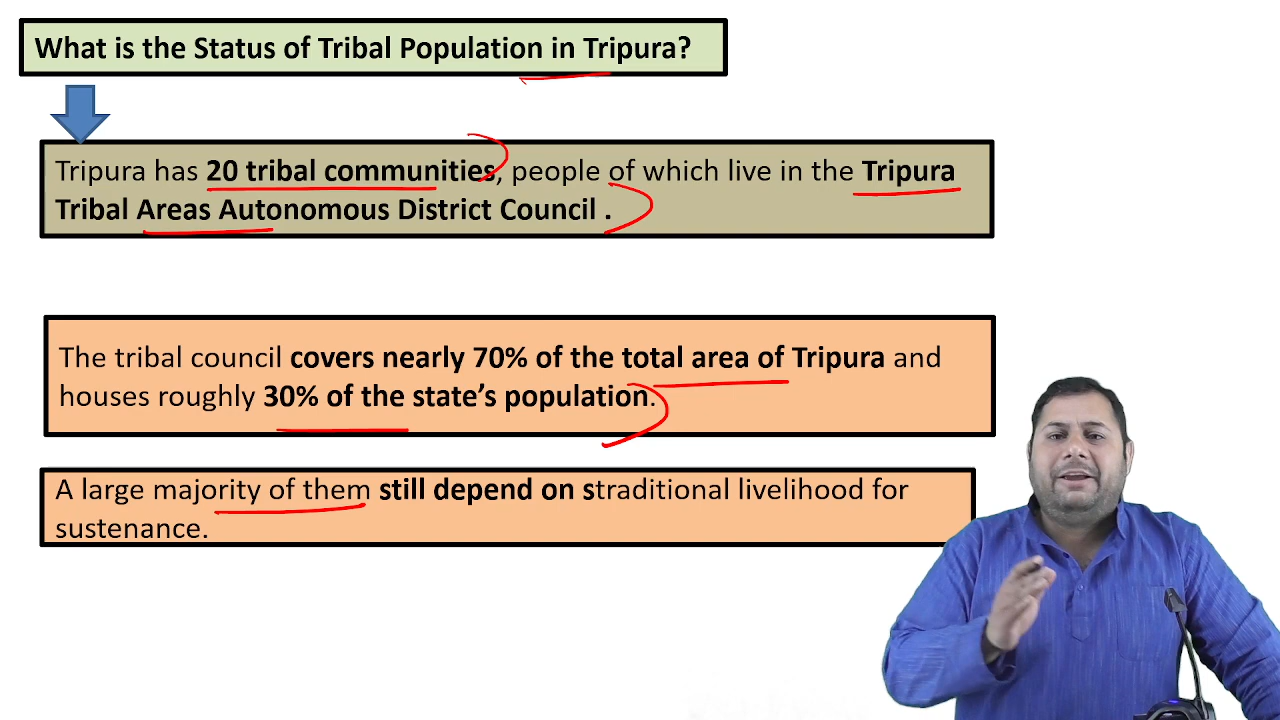 What is the Status of Tribal Population in Tripura?
Tripura has 20 tribal communities, people of which live in the Tripura
Tribal Areas Autonomous District Council .
The tribal council covers nearly 70% of the total area of Tripura and
houses roughly 30% of the state’s population.
A large majority of them still depend on straditional livelihood for
sustenance.